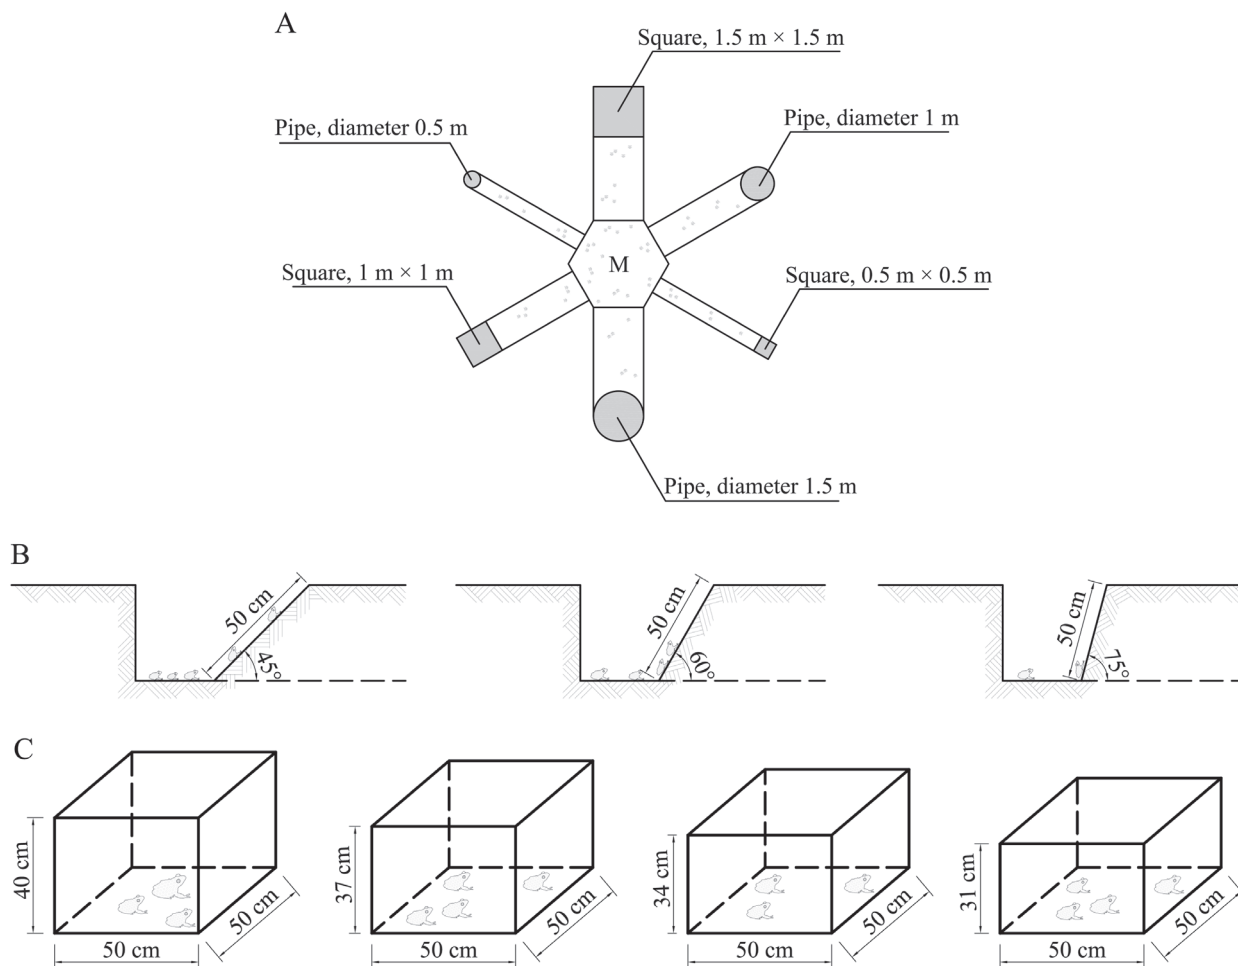 A
Square, 1.5 m × 1.5 m
Pipe, diameter 0.5 m
Pipe, diameter 1 m
Square, 1 m × 1 m
M
Square, 0.5 m × 0.5 m
Pipe, diameter 1.5 m
B
50 cm
45°
50 cm
60°
50 cm
75°
C
40 cm
50 cm
50 cm
37 cm
50 cm
50 cm
34 cm
50 cm
50 cm
31 cm
50 cm
50 cm